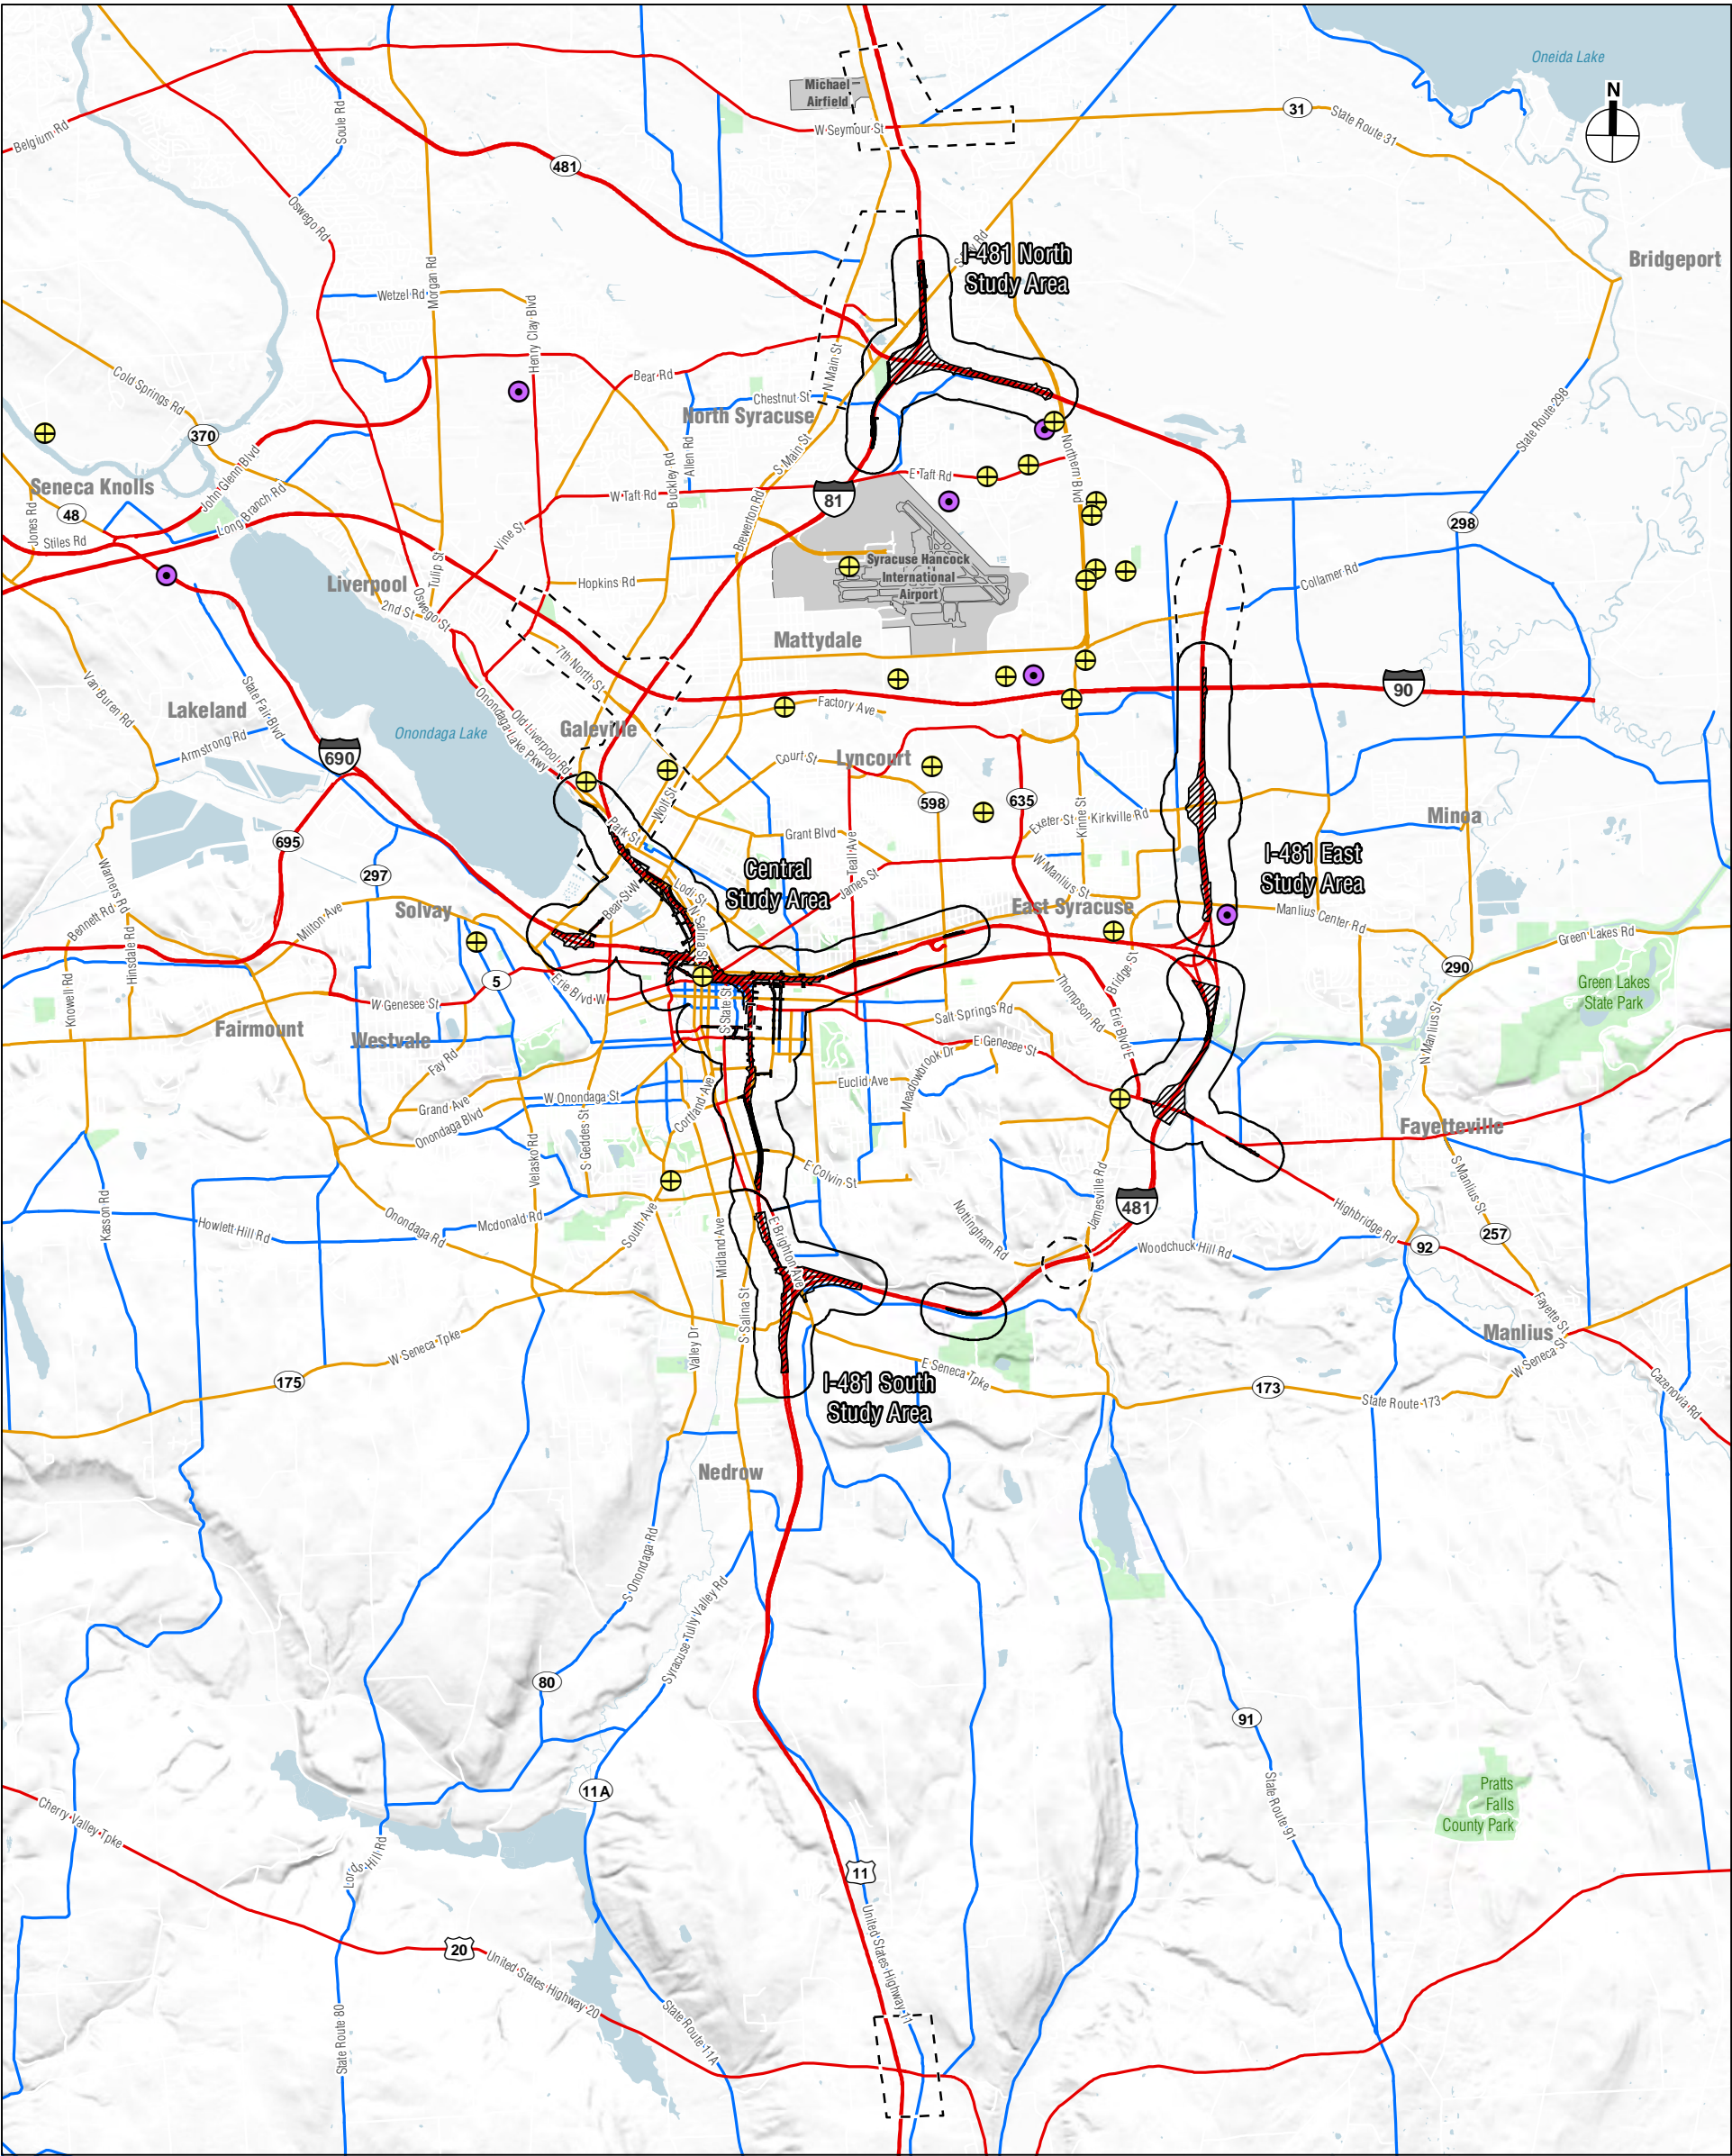 Oneida Lake
N
Michael
Airfield
W Seymour St
31
State Route 31
Belgium Rd
Soule Rd
481
Oswego Rd
I-481 North
Study Area
Bridgeport
Wetzel Rd
Morgan Rd
Henry Clay Blvd
N Main St
Bear Rd
Chestnut St
North Syracuse
Cold Springs Rd
370
State Route 298
S Main St
Allen Rd
Buckley Rd
Northern Blvd
John Glenn Blvd
E Taft Rd
Seneca Knolls
Long Branch Rd
W Taft Rd
81
48
Jones Rd
Stiles Rd
Vine St
Brewerton Rd
298
Syracuse Hancock
International
Airport
Collamer Rd
Liverpool
Tulip St
Hopkins Rd
2nd St
Oswego St
Mattydale
7th North St
Van Buren Rd
State Fair Blvd
Lakeland
Armstrong Rd
Onondaga Lake
Onondaga Lake Pkwy
Old Liverpool Rd
Galeville
Factory Ave
90
690
Court St
Lyncourt
598
635
Kinne St
Exeter St
Kirkville Rd
Minoa
Park St
Wolf St
Grant Blvd
Teall Ave
695
297
Warners Rd
Central
Study Area
James St
W Manlius St
I-481 East
Study Area
Lodi St
N Salina St
Bear St W
Solvay
Milton Ave
Bennett Rd
East Syracuse
Manlius Center Rd
Green Lakes Rd
290
Green Lakes
State Park
Hinsdale Rd
Knowell Rd
5
W Genesee St
Erie Blvd W
S State St
Bridge St
Thompson Rd
Salt Springs Rd
Erie Blvd E
E Genesee St
N Manlius St
Fairmount
Westvale
Fay Rd
Meadowbrook Dr
Euclid Ave
W Onondaga St
Grand Ave
Onondaga Blvd
Cortland Ave
S Geddes St
Velasko Rd
Fayetteville
E Colvin St
S Manlius St
Jamesville Rd
481
Kasson Rd
Howlett Hill Rd
Onondaga Rd
Mcdonald Rd
South Ave
Midland Ave
E Brighton Ave
Nottingham Rd
Woodchuck Hill Rd
Highbridge Rd
92
257
S Salina St
Valley Dr
Fayette St
Manlius
W Seneca St
W Seneca Tpke
175
E Seneca Tpke
I-481 South
Study Area
173
State Route 173
Cazenovia Rd
Nedrow
S Onondaga Rd
Syracuse Tully Valley Rd
80
91
State Route 91
11A
Pratts
Falls
County Park
Cherry Valley Tpke
Lords Hill Rd
11
United States Highway 11
20
United States Highway 20
State Route 11A
State Route 80